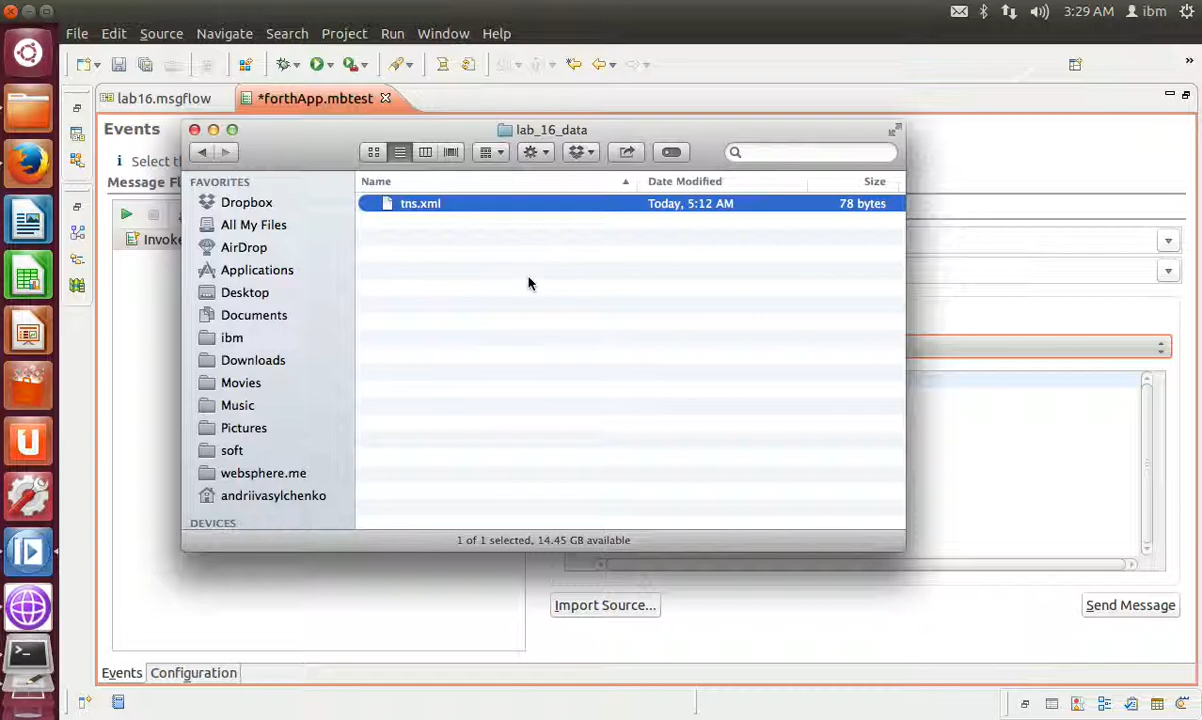 3:29 AM ibm
File Edit Source Navigate Search Project Run Window Help
lab16.msgflow *forthApp.mbtest
Events
lab_16_data
Select th
Message Fl
Invoke
FAVORITES
Dropbox
All My Files
AirDrop
Applications
Desktop
Documents
ibm
Downloads
Movies
Music
Pictures
soft
websphere.me
andriivasylchenko
DEVICES
Name Date Modified Size
tns.xml Today, 5:12 AM 78 bytes
1 of 1 selected, 14.45 GB available
Import Source... Send Message
Events Configuration